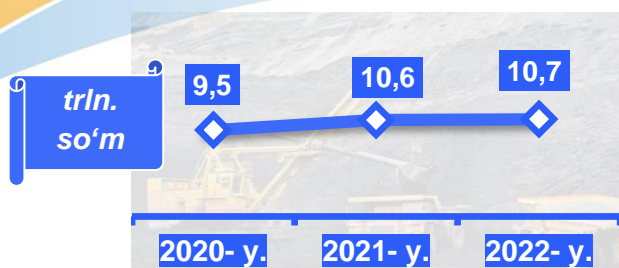 trln.
so‘m
9,5
10,6
10,7
2020- y.
2021- y.
2022- y.